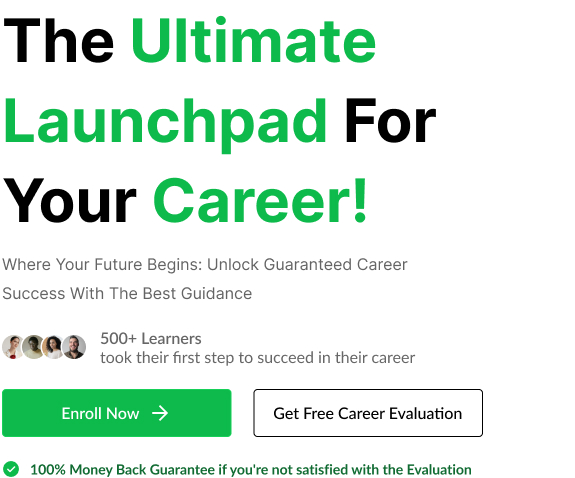 The Ultimate
Launchpad For
Your Career!
Where Your Future Begins: Unlock Guaranteed Career
Success With The Best Guidance
500+ Learners
took their first step to succeed in their career
Enroll Now
Get Free Career Evaluation
100% Money Back Guarantee if you're not satisfied with the Evaluation